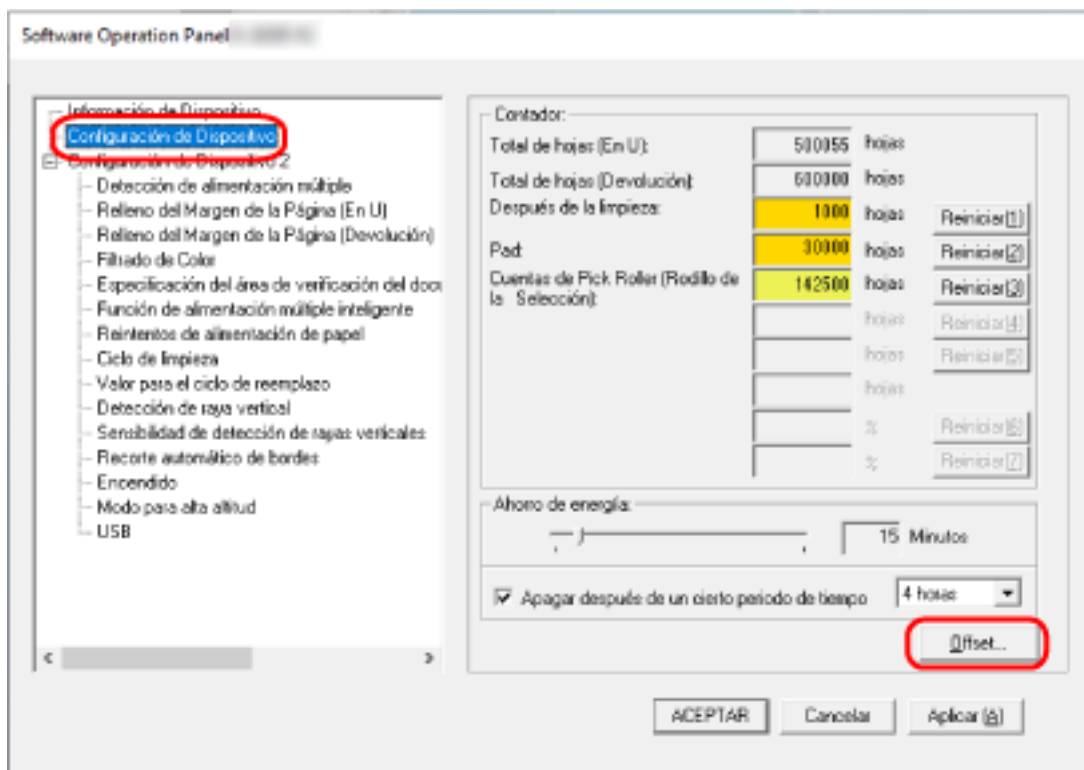 Software Operation Panel
Información de Dispositivo
Configuración de Dispositivo
Configuración de Dispositivo 2
Detección de alimentación múltiple
Relleno del Margen de la Página (En U)
Relleno del Margen de la Página (Devolución)
Filtrado de Color
Especificación del área de verificación del docu
Función de alimentación múltiple inteligente
Reintentos de alimentación de papel
Ciclo de limpieza
Valor para el ciclo de reemplazo
Detección de raya vertical
Sensibilidad de detección de rayas verticales
Recorte automático de bordes
Encendido
Modo para alta altitud
USB
Contador:
Total de hojas (En U): 500055 hojas
Total de hojas (Devolución): 600000 hojas
Después de la limpieza: 1000 hojas Reiniciar(1)
Pad: 30000 hojas Reiniciar(2)
Cuentas de Pick Roller (Rodillo de
la Selección): 142500 hojas Reiniciar(3)
hojas Reiniciar(4)
hojas Reiniciar(5)
hojas
% Reiniciar(6)
% Reiniciar(7)
Ahorro de energía:
15 Minutos
Apagar después de un cierto periodo de tiempo 4 horas
Offset...
ACEPTAR Cancelar Aplicar (A)